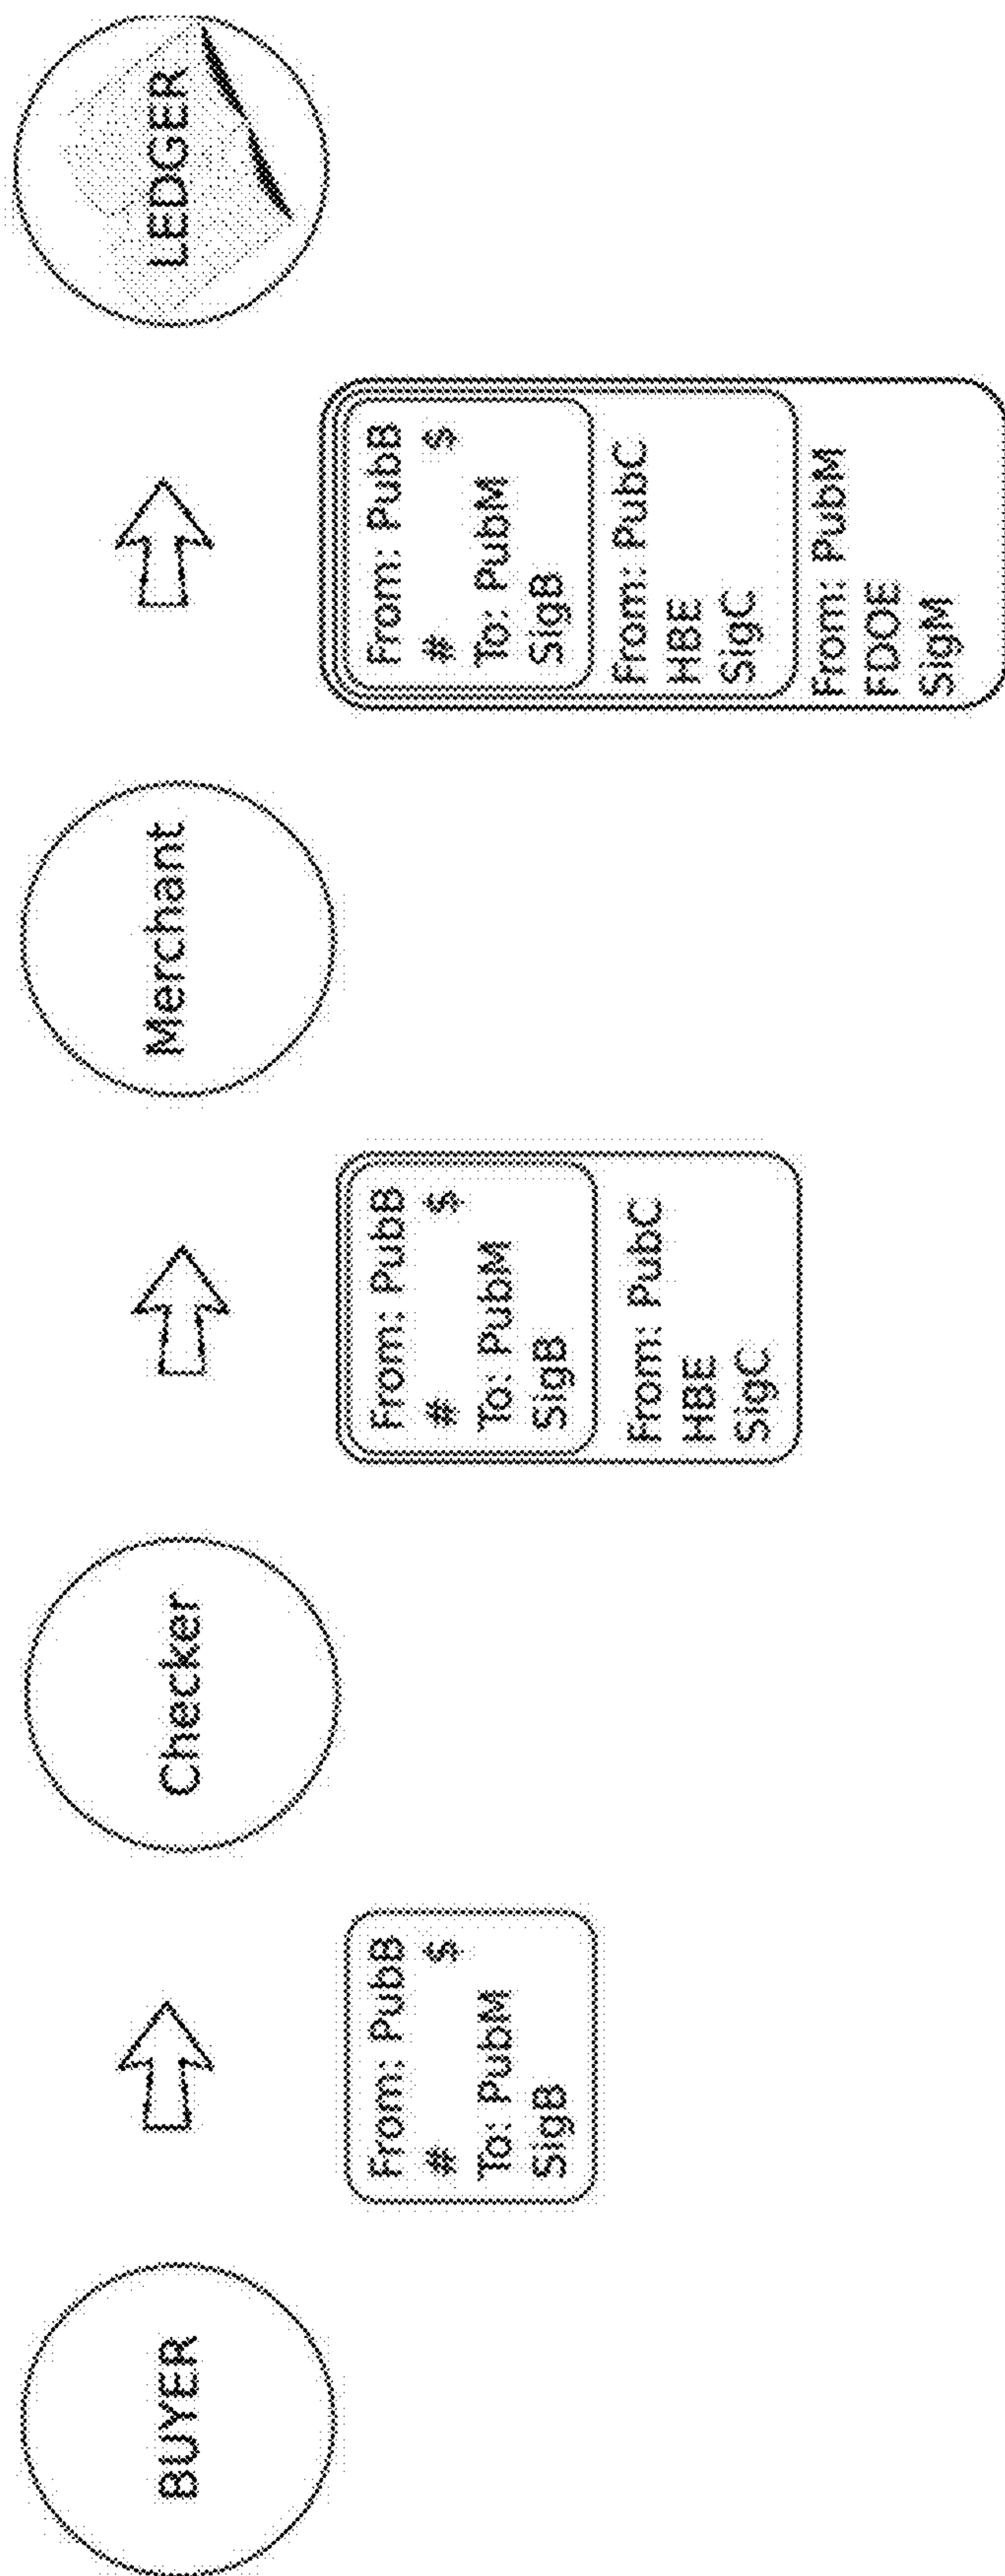 BUYER
From: PubB
# $
To: PubM
SigB
Checker
From: PubB
# $
To: PubM
SigB
From: PubC
HBE
SigC
Merchant
From: PubB
# $
To: PubM
SigB
From: PubC
HBE
SigC
From: PubM
FDOE
SigM
LEDGER